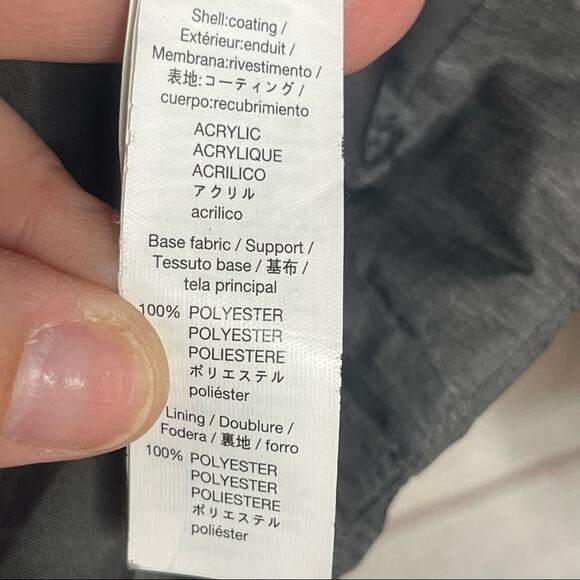 Shell:coating /
Extérieur:enduit /
Membrana:rivestimento /
表地:コーティング /
cuerpo:recubrimiento
ACRYLIC
ACRYLIQUE
ACRILICO
アクリル
acrilico
Base fabric / Support /
Tessuto base / 基布 /
tela principal
100% POLYESTER
POLYESTER
POLIESTERE
ポリエステル
poliéster
Lining / Doublure /
Fodera / 裏地 / forro
100% POLYESTER
POLYESTER
POLIESTERE
ポリエステル
poliéster